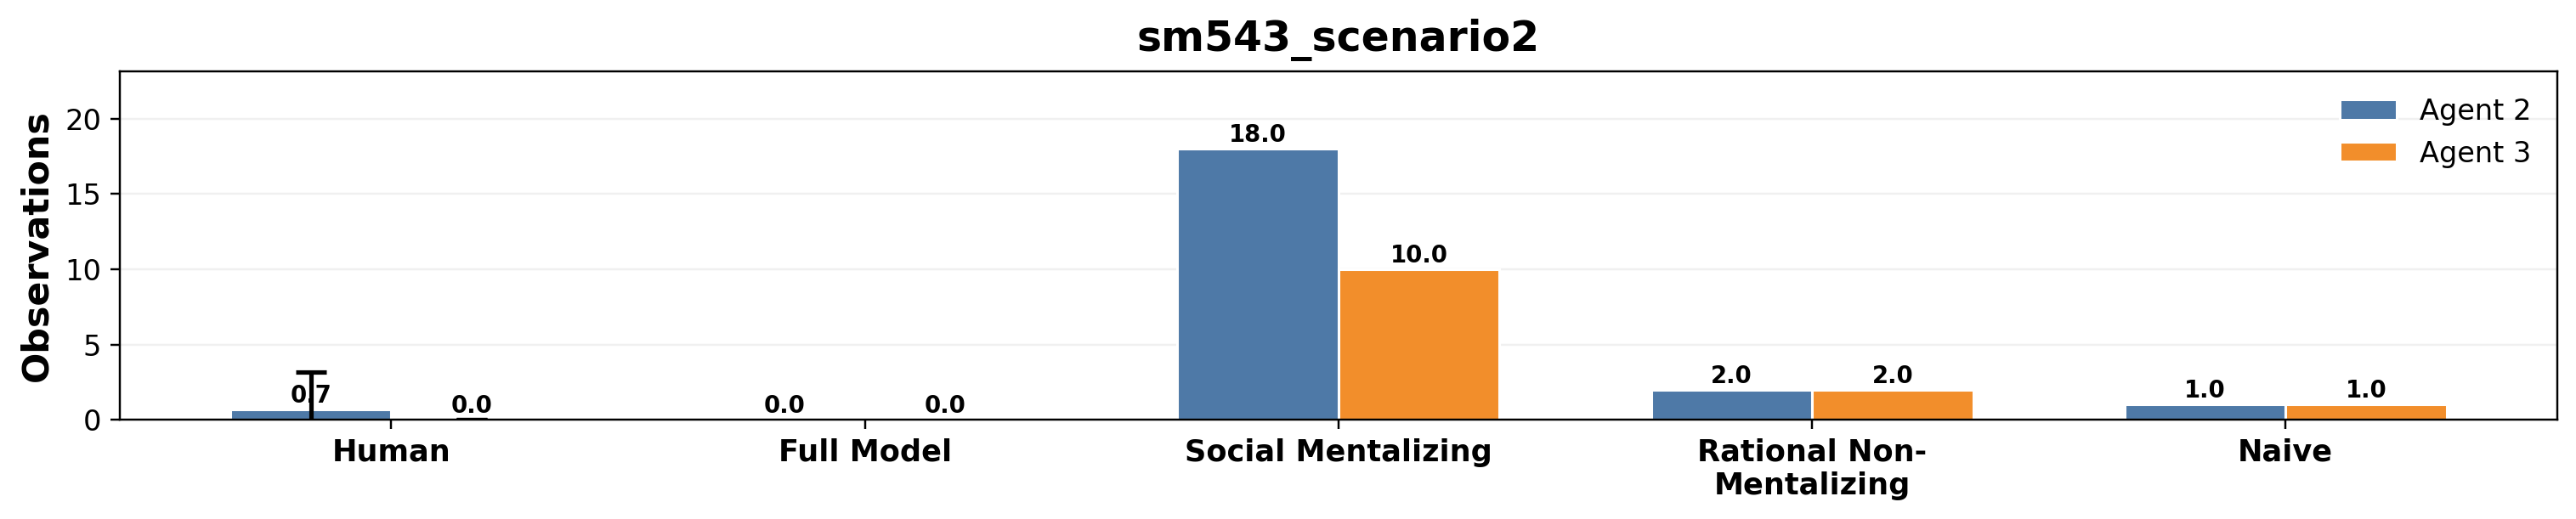 sm543_scenario2
Observations
20
15
10
5
0
Agent 2
Agent 3
0.7
0.0
0.0
0.0
18.0
10.0
2.0
2.0
1.0
1.0
Human
Full Model
Social Mentalizing
Rational Non-
Mentalizing
Naive